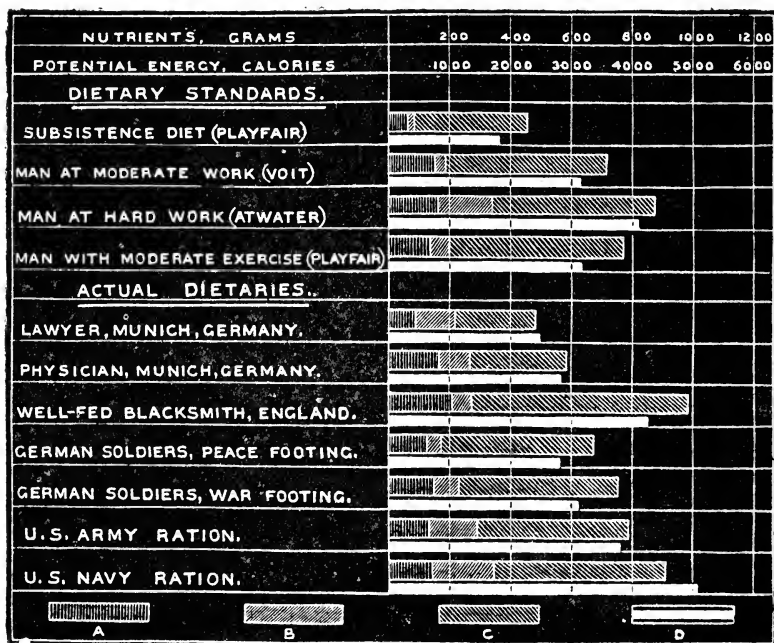 NUTRIENTS, GRAMS 200 400 600 800 1000 1200
POTENTIAL ENERGY, CALORIES 1000 2000 3000 4000 5000 6000
DIETARY STANDARDS.
SUBSISTENCE DIET (PLAYFAIR)
MAN AT MODERATE WORK (VOIT)
MAN AT HARD WORK (ATWATER)
MAN WITH MODERATE EXERCISE (PLAYFAIR)
ACTUAL DIETARIES.
LAWYER, MUNICH, GERMANY.
PHYSICIAN, MUNICH, GERMANY.
WELL-FED BLACKSMITH, ENGLAND.
GERMAN SOLDIERS, PEACE FOOTING.
GERMAN SOLDIERS, WAR FOOTING.
U.S. ARMY RATION.
U.S. NAVY RATION.
A B C D